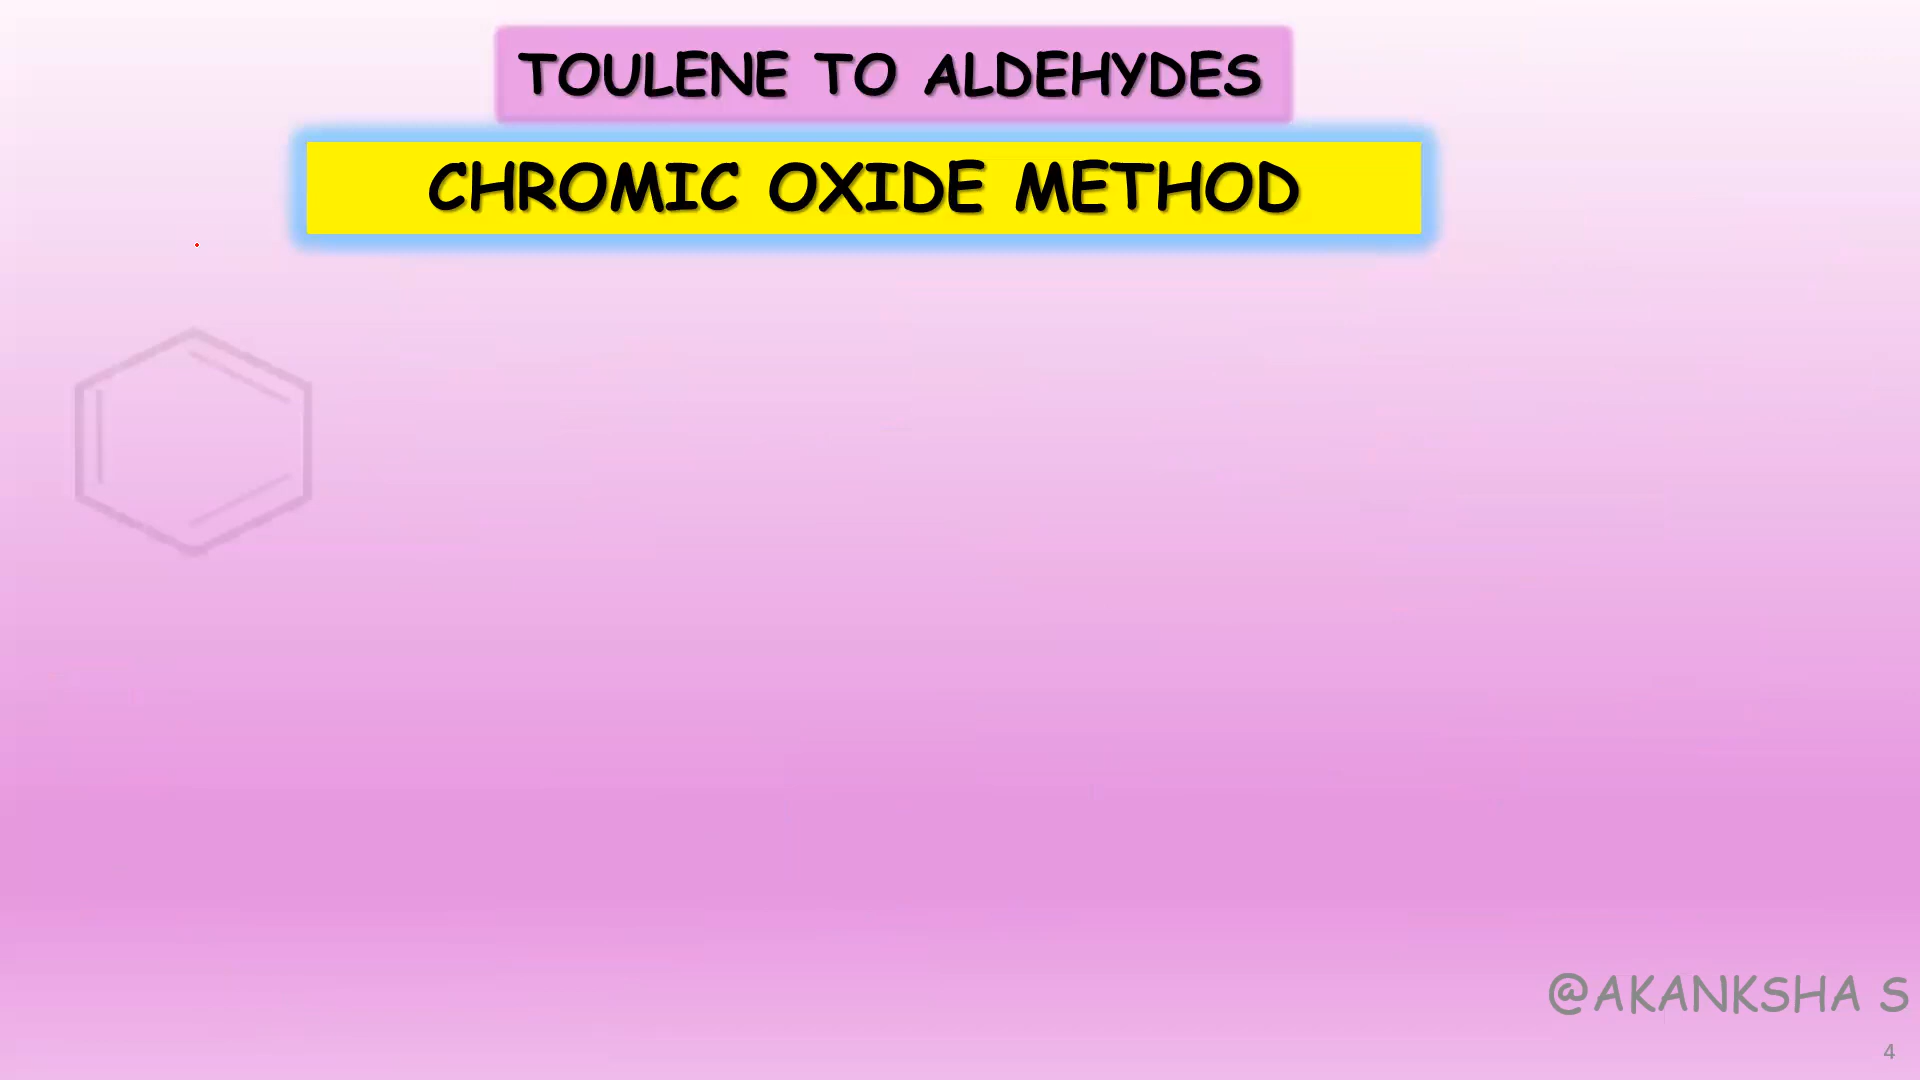 TOULENE TO ALDEHYDES
CHROMIC OXIDE METHOD
@AKANKSHA S
4